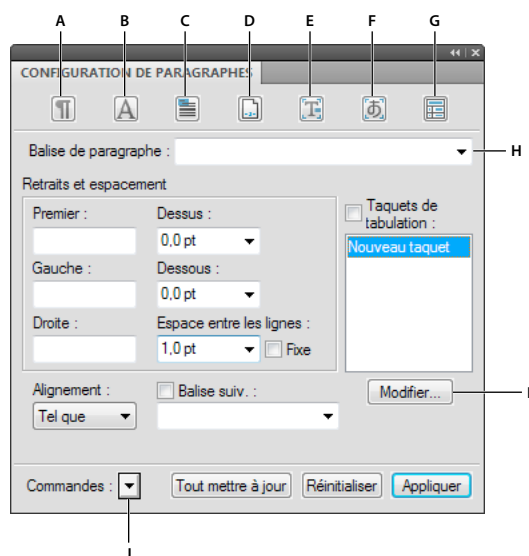 A B C D E F G
CONFIGURATION DE PARAGRAPHES
Balise de paragraphe :
H
Retraits et espacement
Premier :
Dessus :
0,0 pt
Gauche :
Dessous :
0,0 pt
Droite :
Espace entre les lignes :
1,0 pt
Fixe
Taquets de
tabulation :
Nouveau taquet
Alignement :
Tel que
Balise suiv. :
Modifier...
Commandes :
Tout mettre à jour
Réinitialiser
Appliquer